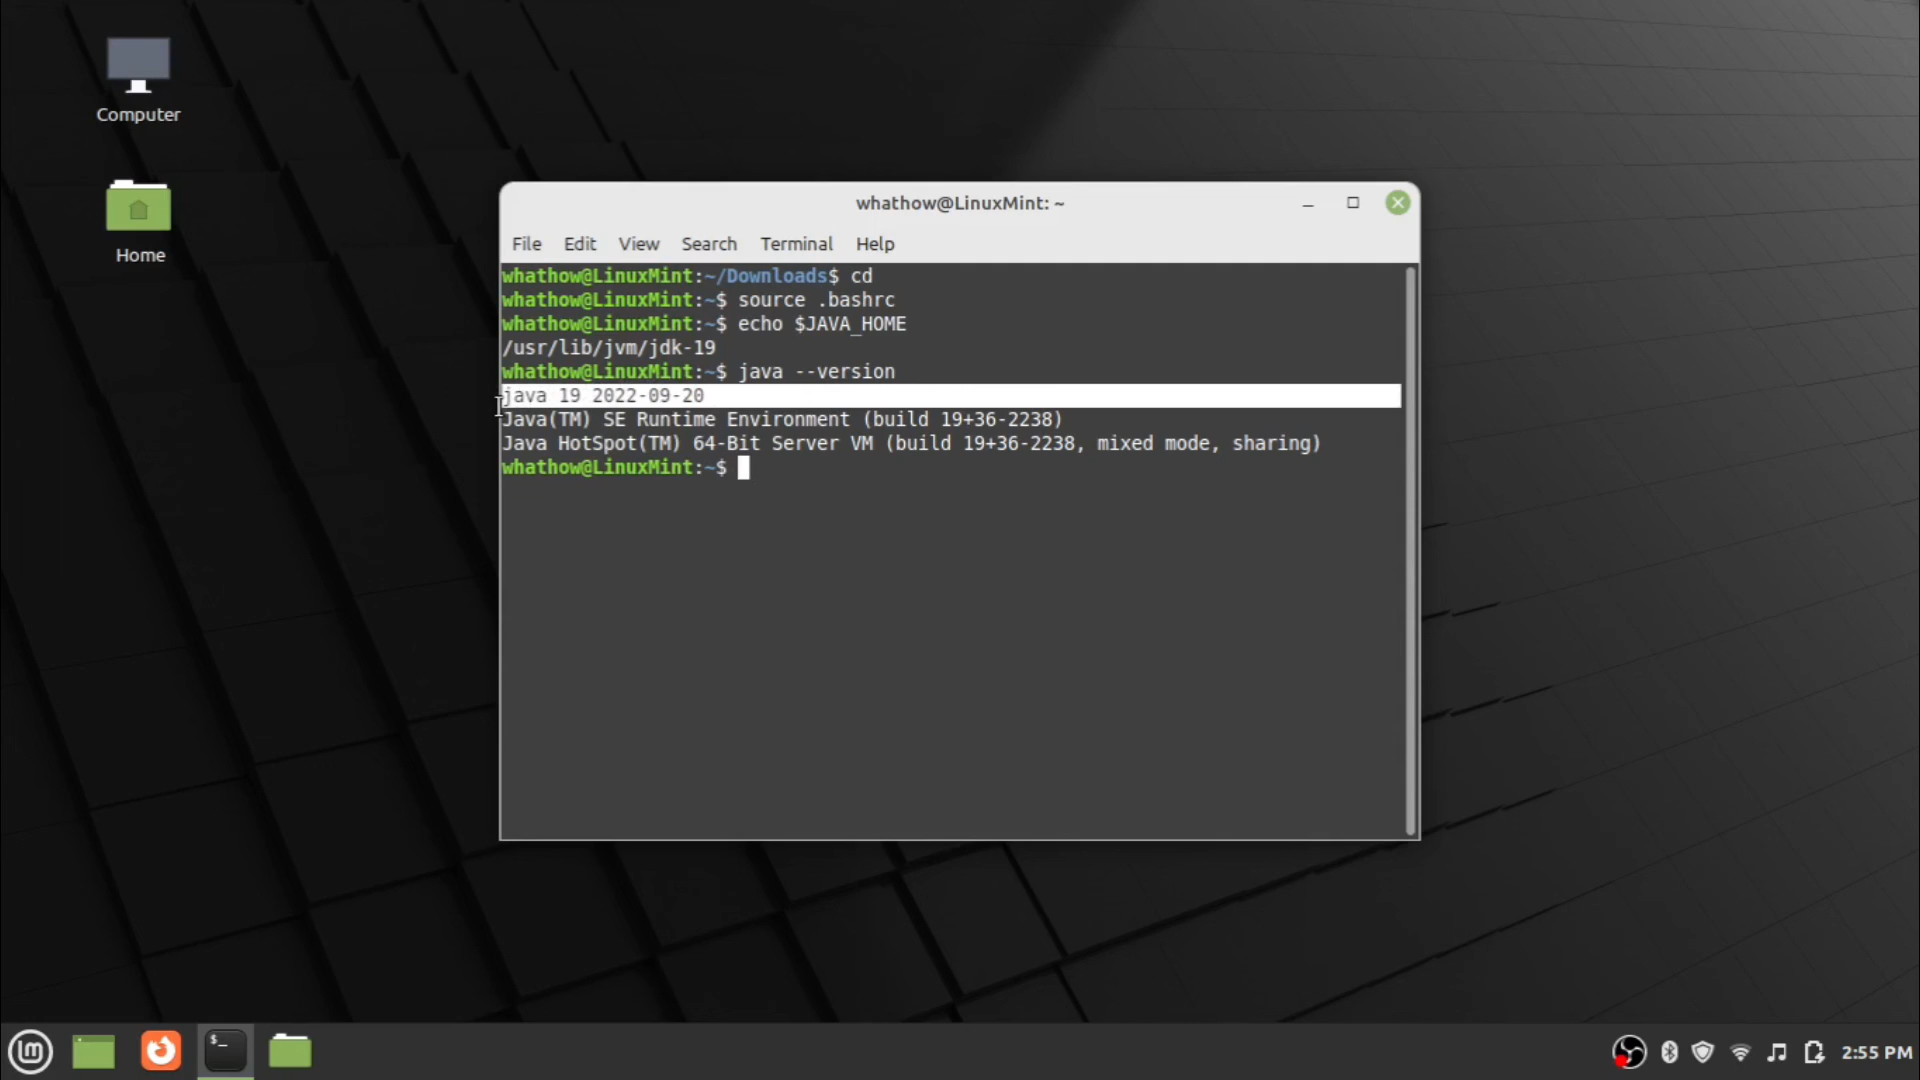 Computer
Home
whathow@LinuxMint: ~
File Edit View Search Terminal Help
whathow@LinuxMint:~/Downloads$ cd
whathow@LinuxMint:~$ source .bashrc
whathow@LinuxMint:~$ echo $JAVA_HOME
/usr/lib/jvm/jdk-19
whathow@LinuxMint:~$ java --version
java 19 2022-09-20
Java(TM) SE Runtime Environment (build 19+36-2238)
Java HotSpot(TM) 64-Bit Server VM (build 19+36-2238, mixed mode, sharing)
whathow@LinuxMint:~$
$_
2:55 PM